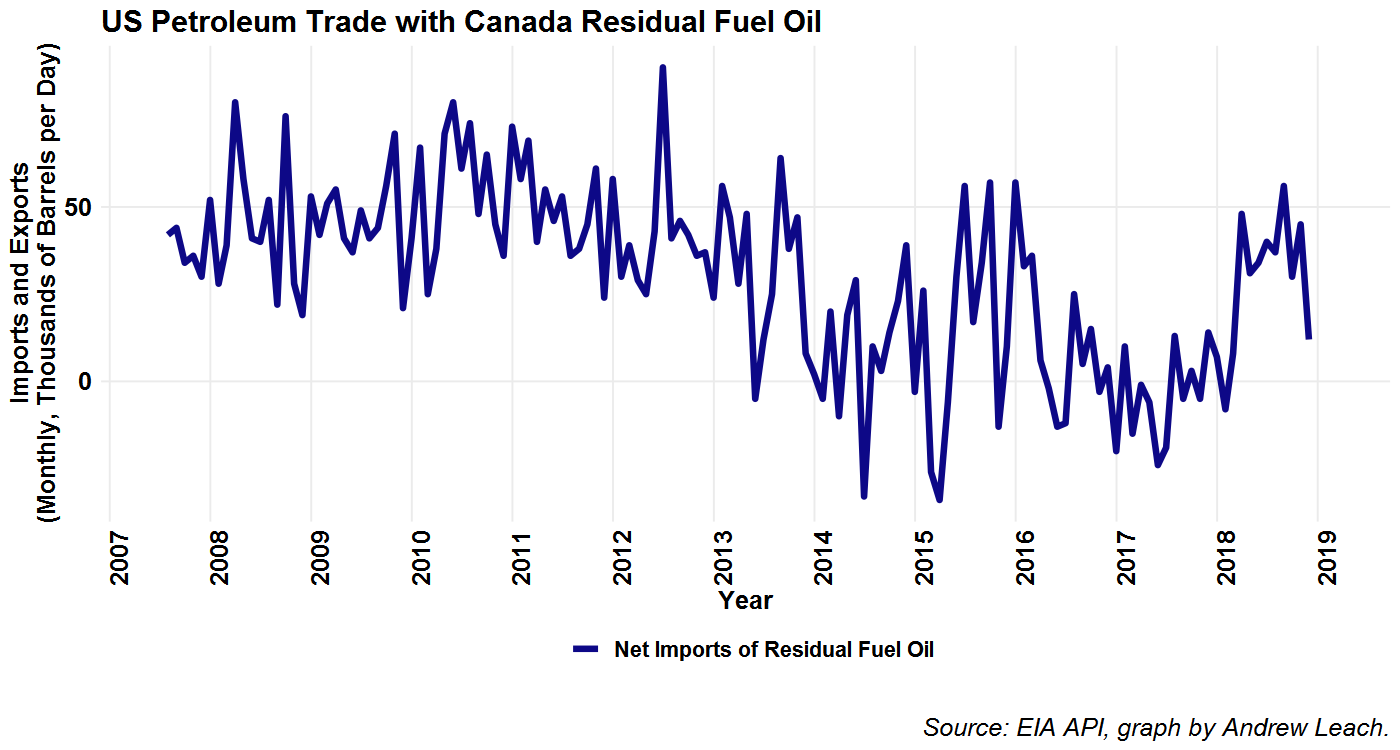 US Petroleum Trade with Canada Residual Fuel Oil
Imports and Exports
(Monthly, Thousands of Barrels per Day)
50
0
2007
2008
2009
2010
2011
2012
2013
2014
2015
2016
2017
2018
2019
Year
Net Imports of Residual Fuel Oil
Source: EIA API, graph by Andrew Leach.